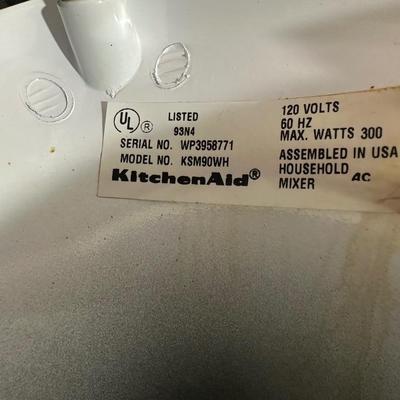 UL® LISTED
93N4
SERIAL NO. WP3958771
MODEL NO. KSM90WH
KitchenAid®
120 VOLTS
60 HZ
MAX. WATTS 300
ASSEMBLED IN USA
HOUSEHOLD
MIXER AC